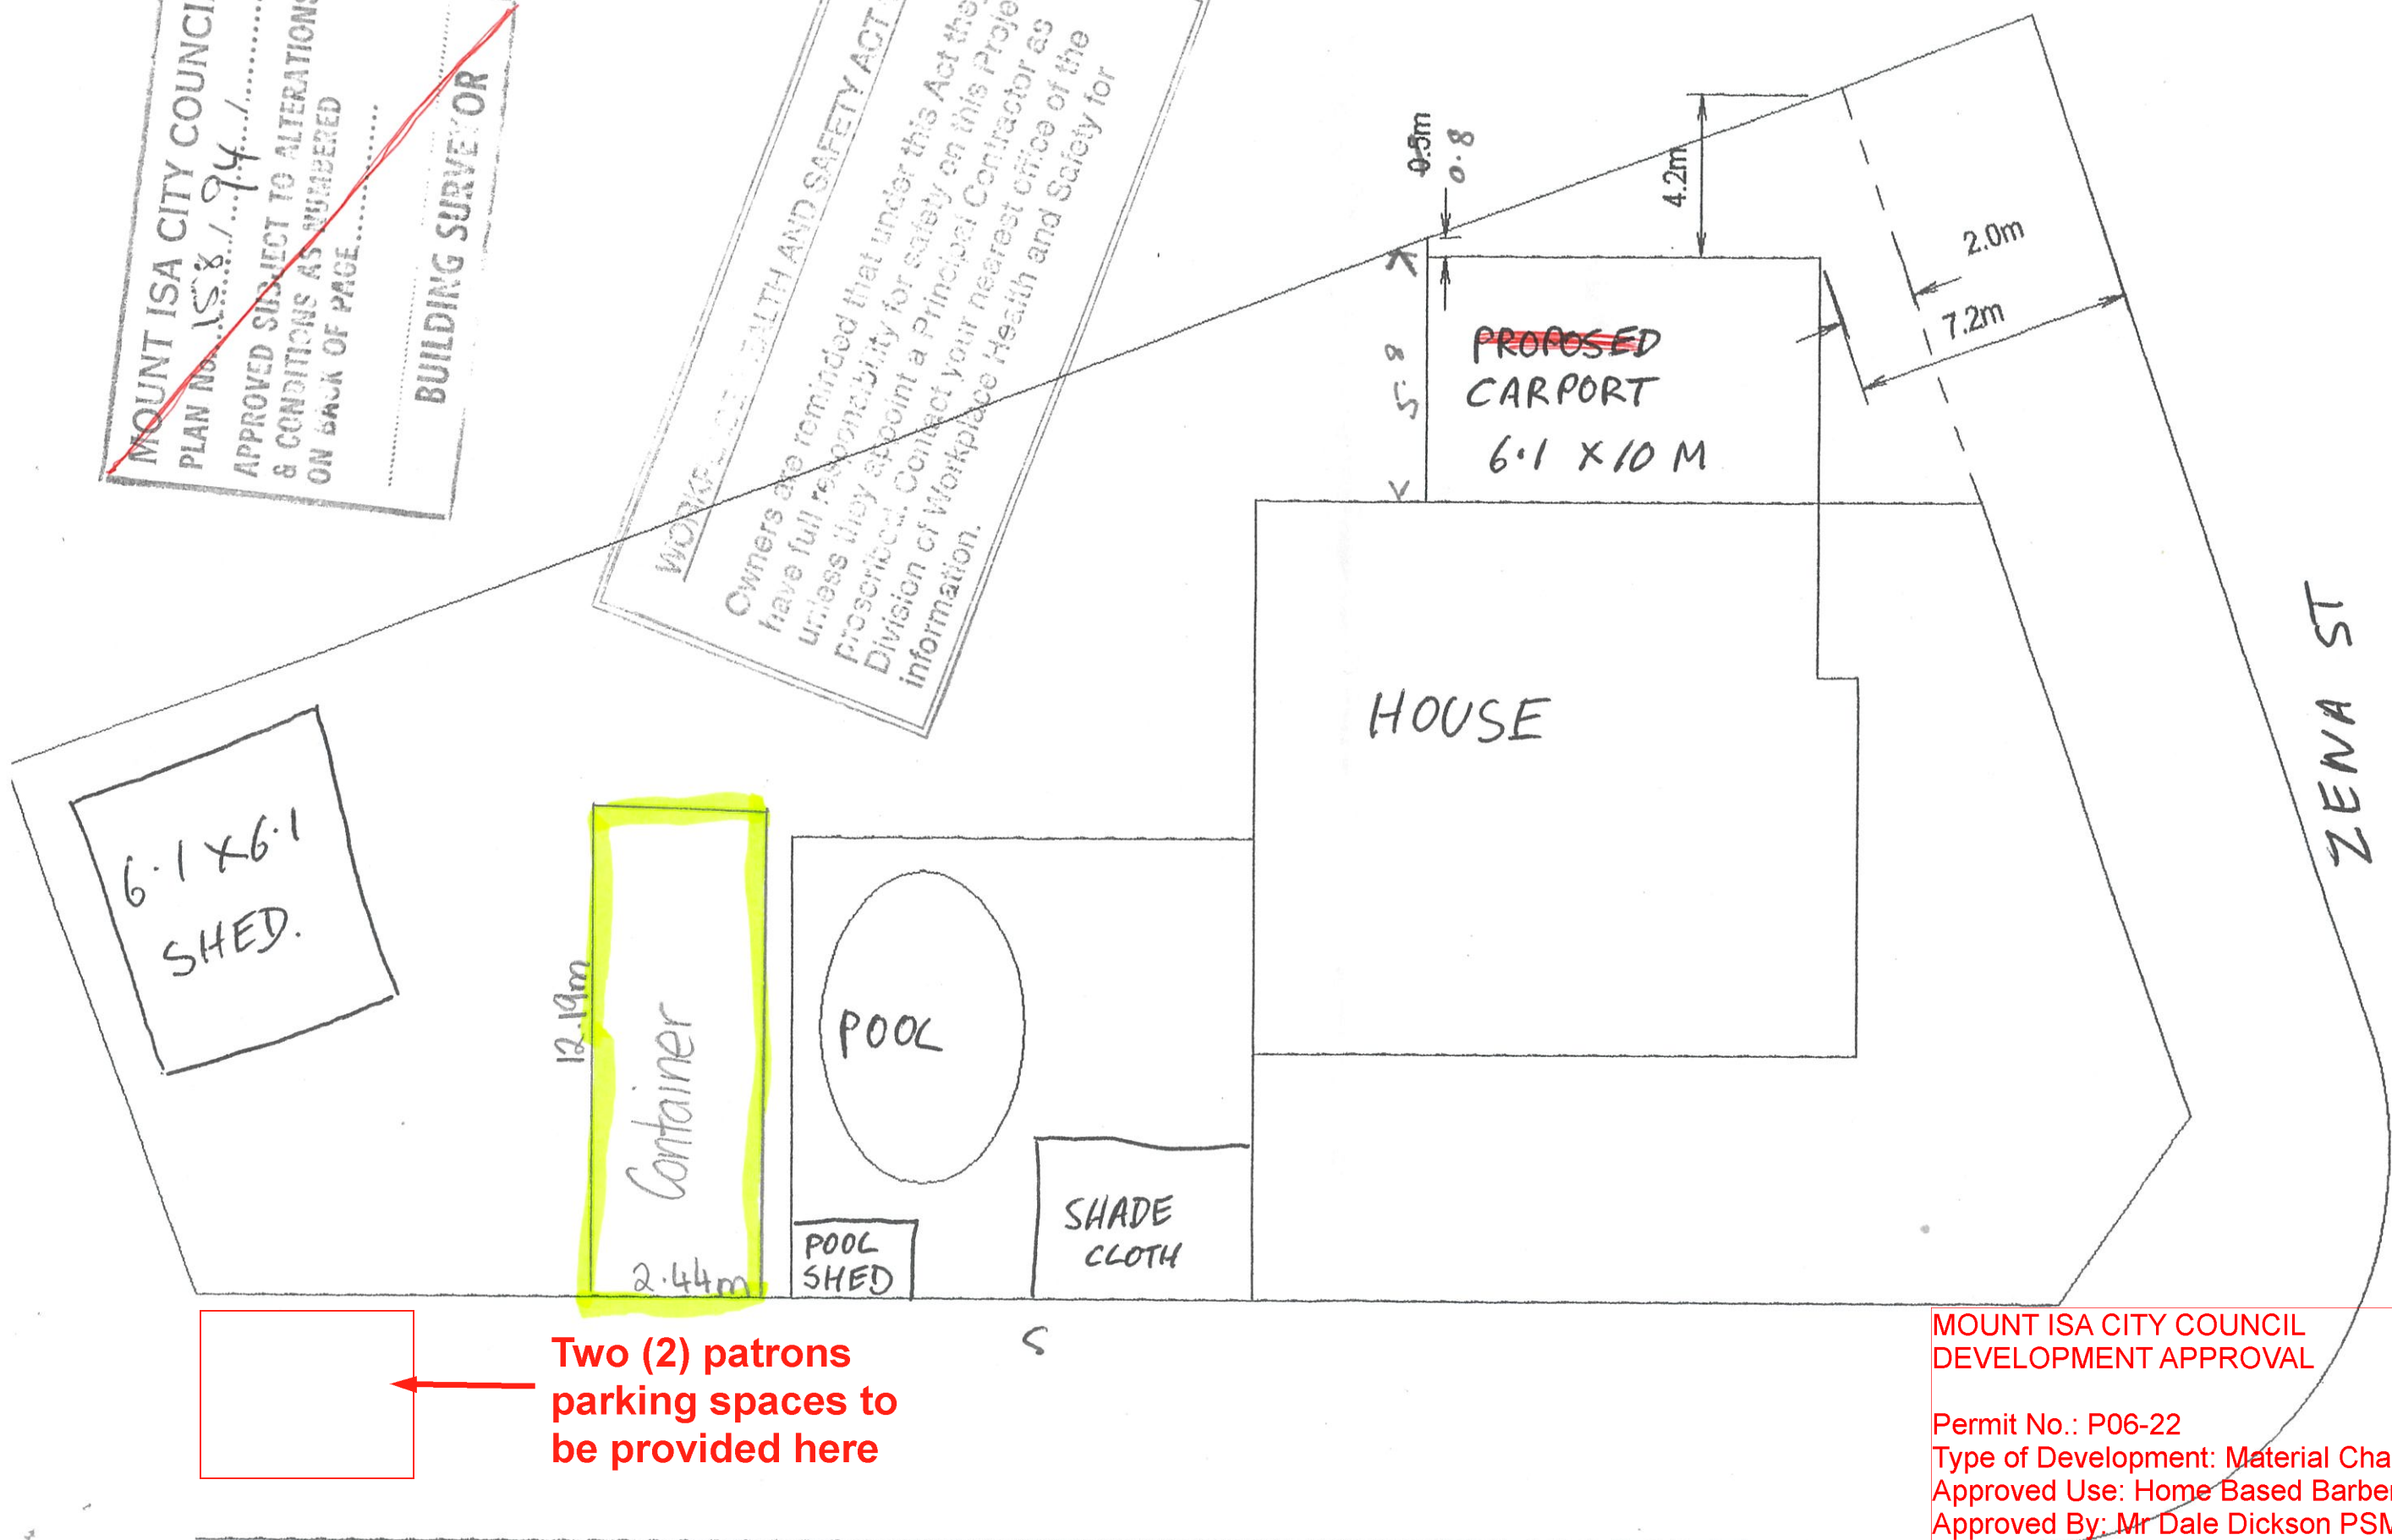 MOUNT ISA CITY COUNCI
PLAN No. 158/94/
APPROVED SUBJECT TO ALTERATIONS
& CONDITIONS AS NUMBERED
ON BACK OF PAGE
BUILDING SURVEYOR
HEALTH AND SAFETY ACT
Owners are reminded that under this Act the
have full responsibility for safety on this Proje
unless they appoint a Principal Contractor as
prescribed. Contact your nearest office of the
Division of Workplace Health and Safety for
information.
0.5m
0.8
4.2m
2.0m
7.2m
5.8
PROPOSED
CARPORT
6.1 X 10 M
HOUSE
ZENA ST
6.1 X 6.1
SHED.
12.19m
Container
2.44m
POOL
POOL
SHED
SHADE
CLOTH
S
Two (2) patrons
parking spaces to
be provided here
MOUNT ISA CITY COUNCIL
DEVELOPMENT APPROVAL
Permit No.: P06-22
Type of Development: Material Cha
Approved Use: Home Based Barber
Approved By: Mr Dale Dickson PSM